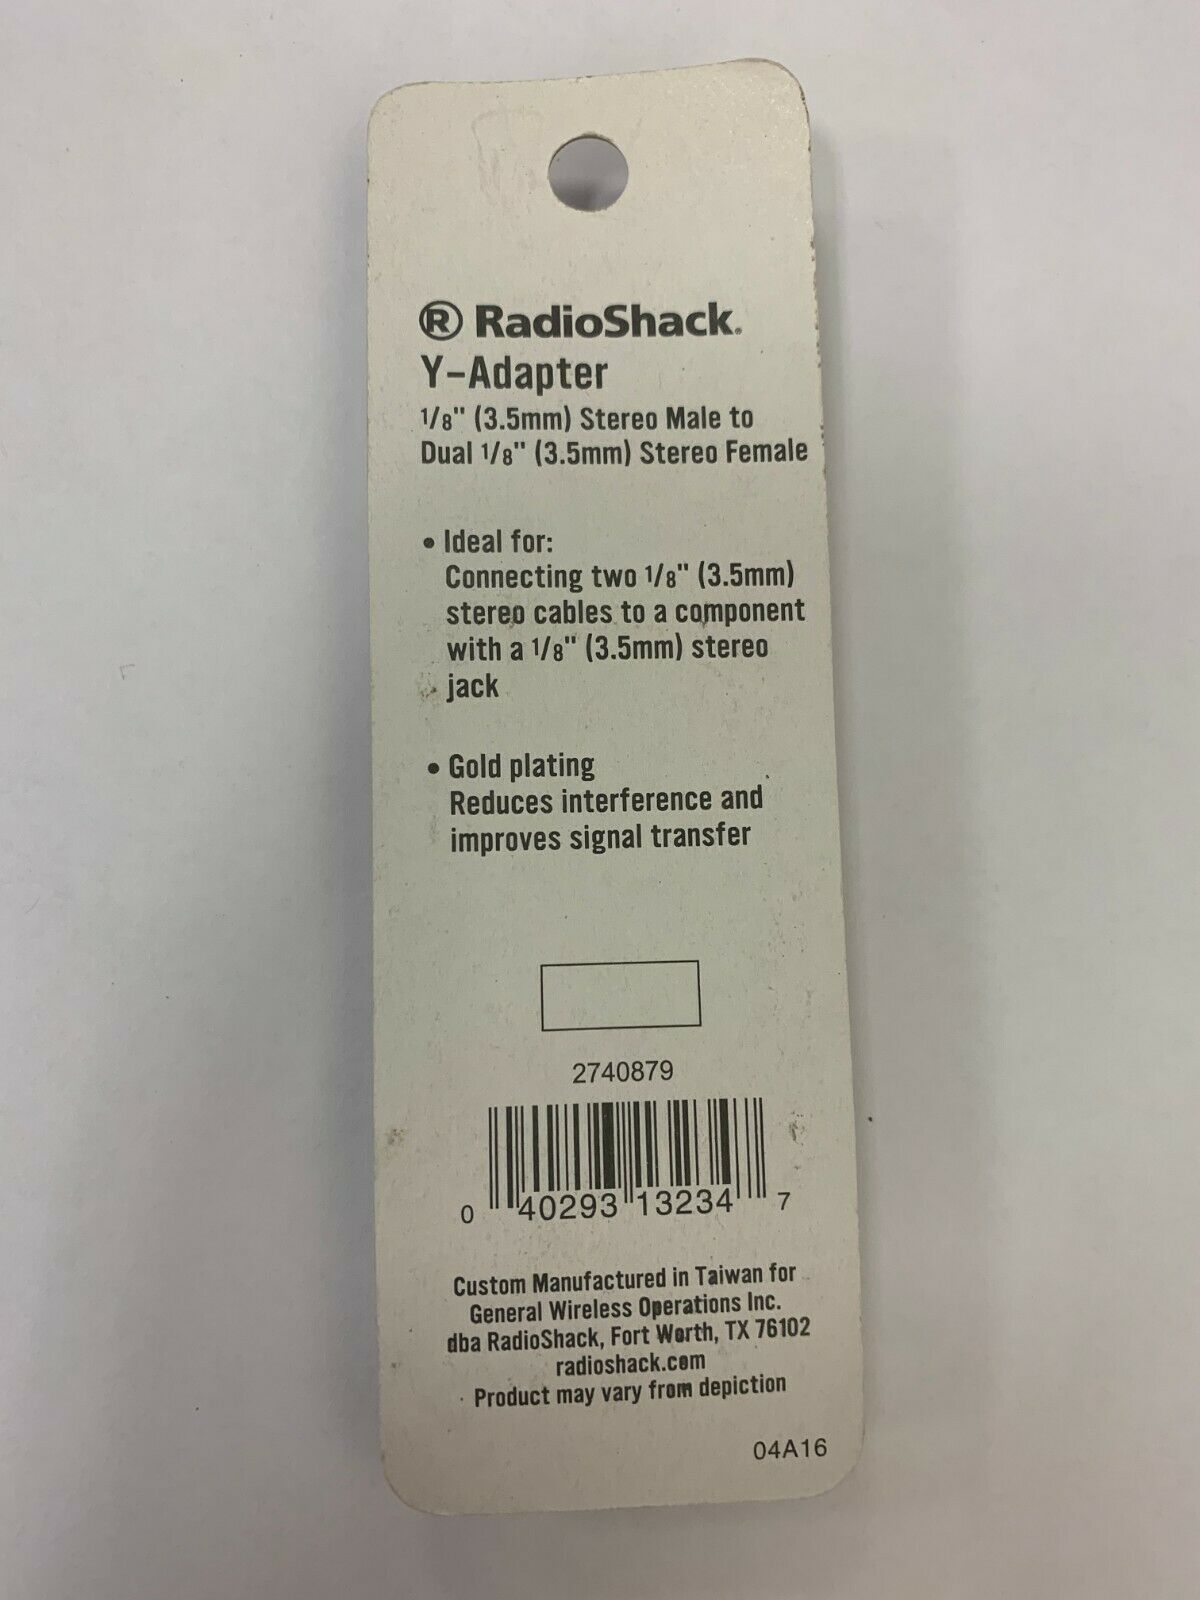 ® RadioShack.
Y-Adapter
1/8" (3.5mm) Stereo Male to
Dual 1/8" (3.5mm) Stereo Female
• Ideal for:
Connecting two 1/8" (3.5mm)
stereo cables to a component
with a 1/8" (3.5mm) stereo
jack
• Gold plating
Reduces interference and
improves signal transfer
2740879
0 40293 13234 7
Custom Manufactured in Taiwan for
General Wireless Operations Inc.
dba RadioShack, Fort Worth, TX 76102
radioshack.com
Product may vary from depiction
04A16